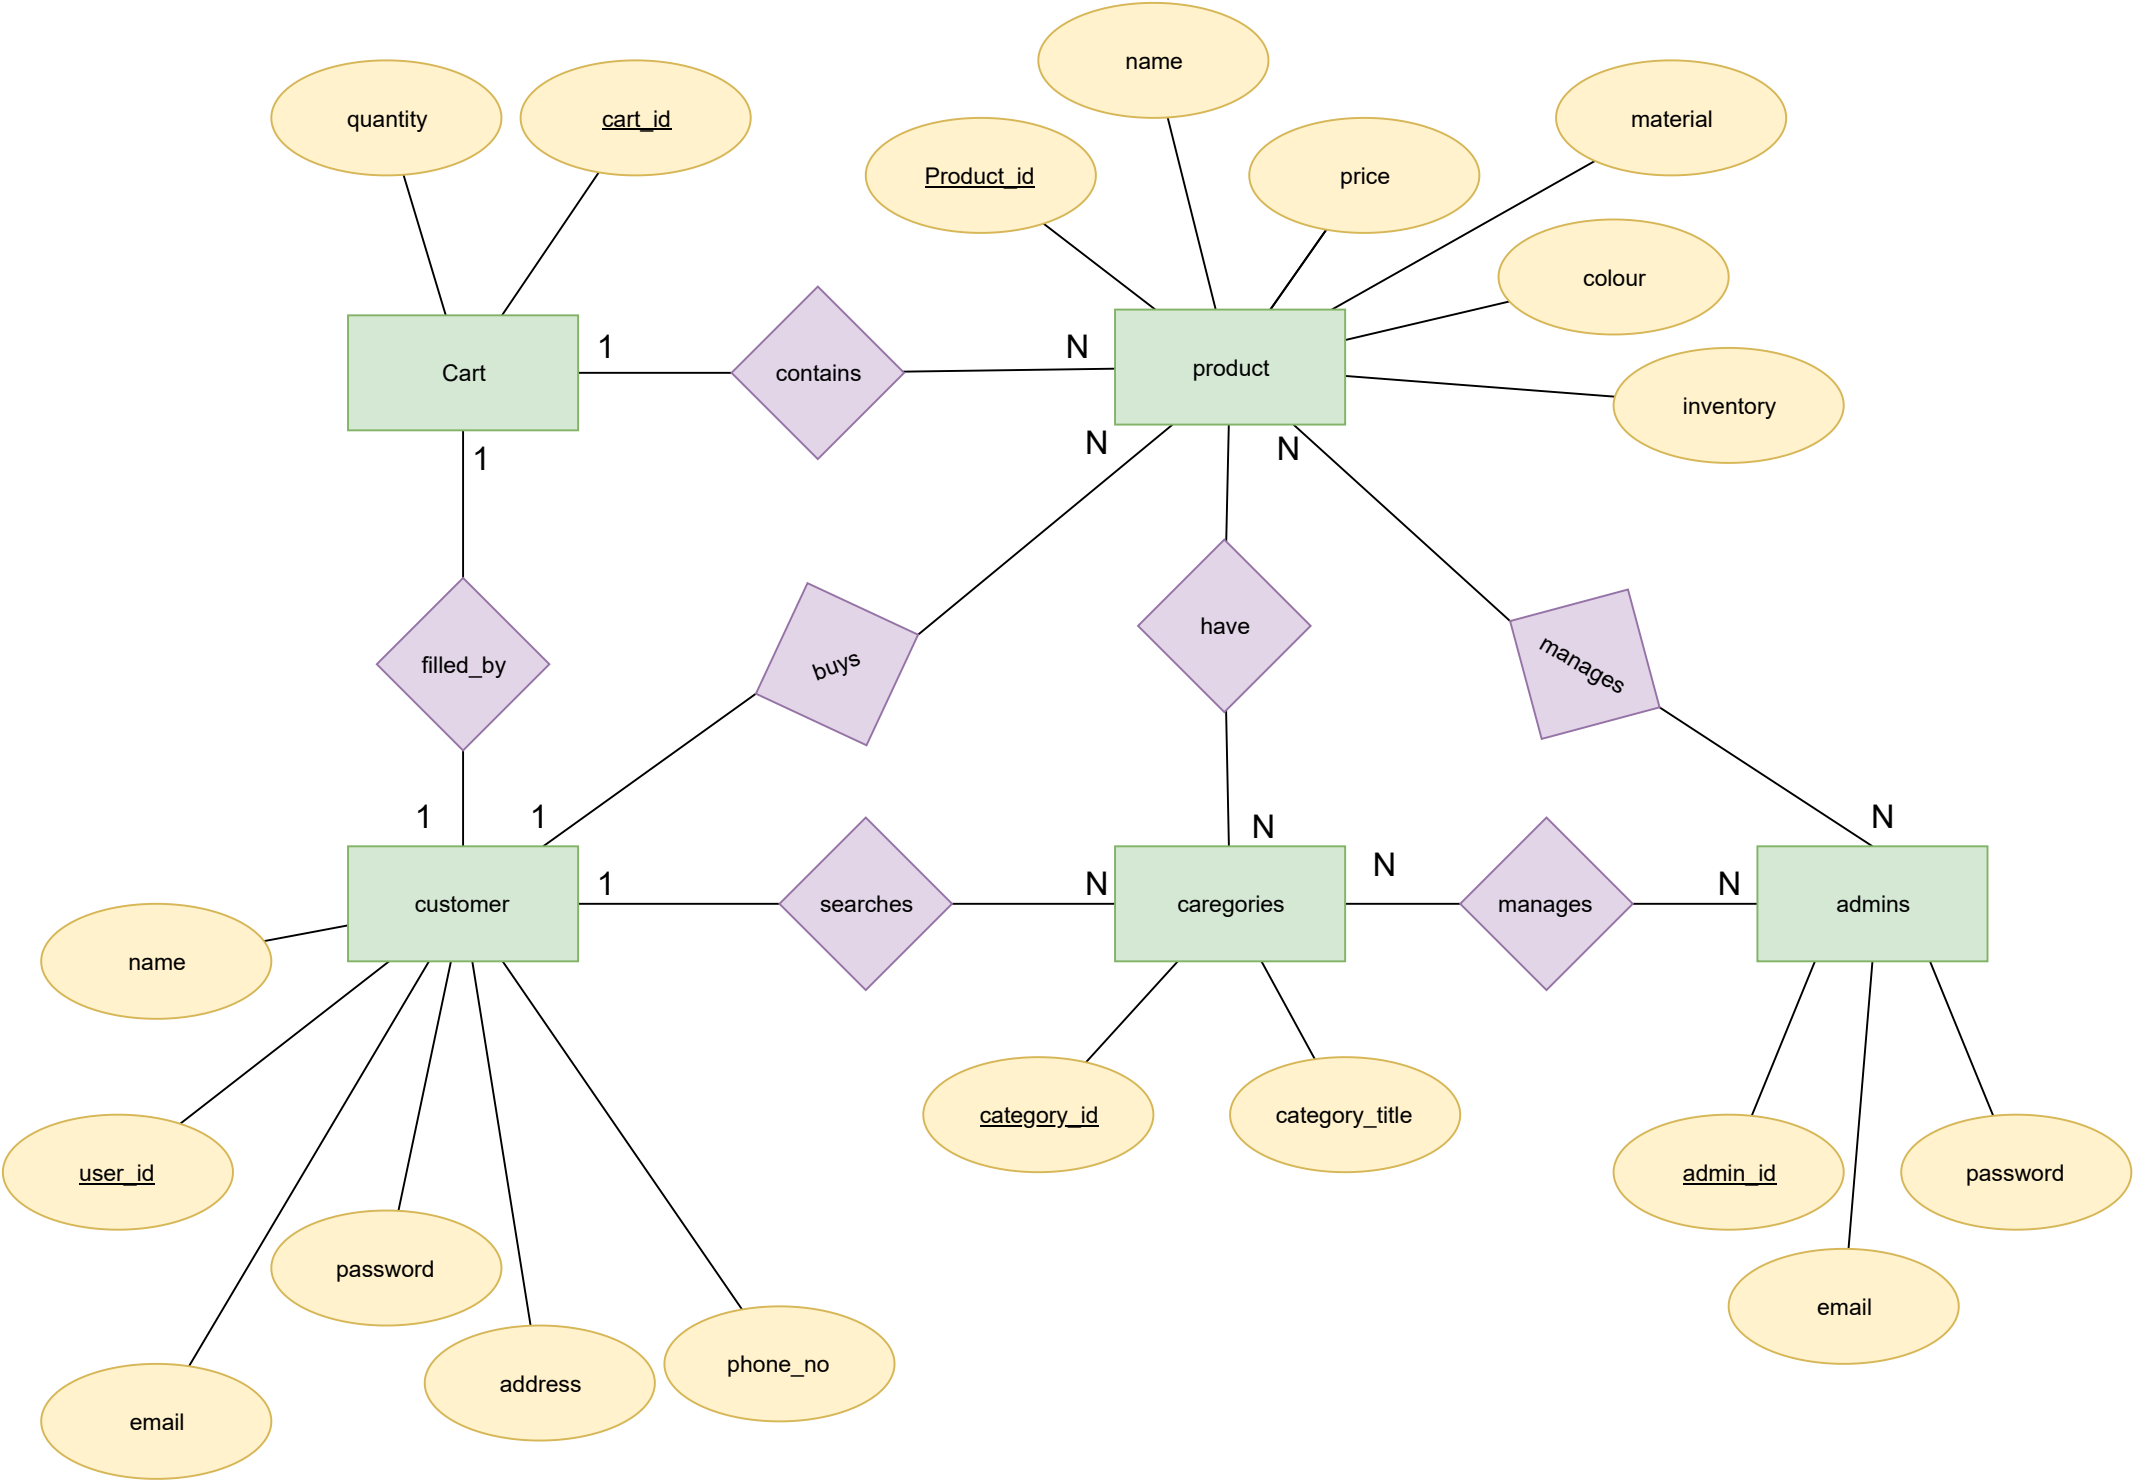 name
quantity
cart_id
material
Product_id
price
colour
Cart
1
contains
N
product
inventory
1
N
N
filled_by
buys
have
manages
1
1
N
N
customer
1
searches
N
caregories
N
manages
N
admins
name
category_id
category_title
user_id
admin_id
password
password
email
address
phone_no
email